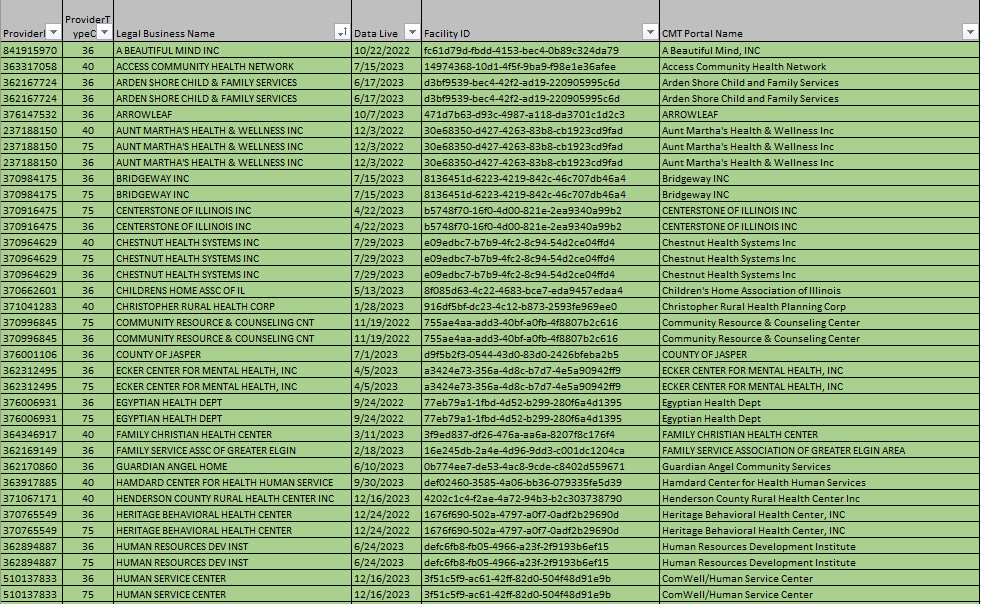 ProviderT
ProviderI ypeC Legal Business Name Data Live Facility ID CMT Portal Name
841915970 36 A BEAUTIFUL MIND INC 10/22/2022 fc61d79d-fbdd-4153-bec4-0b89c324da79 A Beautiful Mind, INC
363317058 40 ACCESS COMMUNITY HEALTH NETWORK 7/15/2023 14974368-10d1-4f5f-9ba9-f98e1e36afee Access Community Health Network
362167724 36 ARDEN SHORE CHILD & FAMILY SERVICES 6/17/2023 d3bf9539-bec4-42f2-ad19-220905995c6d Arden Shore Child and Family Services
362167724 36 ARDEN SHORE CHILD & FAMILY SERVICES 6/17/2023 d3bf9539-bec4-42f2-ad19-220905995c6d Arden Shore Child and Family Services
376147532 36 ARROWLEAF 10/7/2023 471d7b63-d93c-4987-a118-da3701c1d2c3 ARROWLEAF
237188150 40 AUNT MARTHA'S HEALTH & WELLNESS INC 12/3/2022 30e68350-d427-4263-83b8-cb1923cd9fad Aunt Martha's Health & Wellness Inc
237188150 75 AUNT MARTHA'S HEALTH & WELLNESS INC 12/3/2022 30e68350-d427-4263-83b8-cb1923cd9fad Aunt Martha's Health & Wellness Inc
237188150 36 AUNT MARTHA'S HEALTH & WELLNESS INC 12/3/2022 30e68350-d427-4263-83b8-cb1923cd9fad Aunt Martha's Health & Wellness Inc
370984175 36 BRIDGEWAY INC 7/15/2023 8136451d-6223-4219-842c-46c707db46a4 Bridgeway INC
370984175 75 BRIDGEWAY INC 7/15/2023 8136451d-6223-4219-842c-46c707db46a4 Bridgeway INC
370916475 75 CENTERSTONE OF ILLINOIS INC 4/22/2023 b5748f70-16f0-4d00-821e-2ea9340a99b2 CENTERSTONE OF ILLINOIS INC
370916475 36 CENTERSTONE OF ILLINOIS INC 4/22/2023 b5748f70-16f0-4d00-821e-2ea9340a99b2 CENTERSTONE OF ILLINOIS INC
370964629 40 CHESTNUT HEALTH SYSTEMS INC 7/29/2023 e09edbc7-b7b9-4fc2-8c94-54d2ce04ffd4 Chestnut Health Systems Inc
370964629 75 CHESTNUT HEALTH SYSTEMS INC 7/29/2023 e09edbc7-b7b9-4fc2-8c94-54d2ce04ffd4 Chestnut Health Systems Inc
370964629 36 CHESTNUT HEALTH SYSTEMS INC 7/29/2023 e09edbc7-b7b9-4fc2-8c94-54d2ce04ffd4 Chestnut Health Systems Inc
370662601 36 CHILDRENS HOME ASSC OF IL 5/13/2023 8f085d63-4c22-4683-bce7-eda9457edaa4 Children's Home Association of Illinois
371041283 40 CHRISTOPHER RURAL HEALTH CORP 1/28/2023 916df5bf-dc23-4c12-b873-2593fe969ee0 Christopher Rural Health Planning Corp
370996845 75 COMMUNITY RESOURCE & COUNSELING CNT 11/19/2022 755ae4aa-add3-40bf-a0fb-4f8807b2c616 Community Resource & Counseling Center
370996845 36 COMMUNITY RESOURCE & COUNSELING CNT 11/19/2022 755ae4aa-add3-40bf-a0fb-4f8807b2c616 Community Resource & Counseling Center
376001106 36 COUNTY OF JASPER 7/1/2023 d9f5b2f3-0544-43d0-83d0-2426bfeba2b5 COUNTY OF JASPER
362312495 36 ECKER CENTER FOR MENTAL HEALTH, INC 4/5/2023 a3424e73-356a-4d8c-b7d7-4e5a90942ff9 ECKER CENTER FOR MENTAL HEALTH, INC
362312495 75 ECKER CENTER FOR MENTAL HEALTH, INC 4/5/2023 a3424e73-356a-4d8c-b7d7-4e5a90942ff9 ECKER CENTER FOR MENTAL HEALTH, INC
376006931 36 EGYPTIAN HEALTH DEPT 9/24/2022 77eb79a1-1fbd-4d52-b299-280f6a4d1395 Egyptian Health Dept
376006931 75 EGYPTIAN HEALTH DEPT 9/24/2022 77eb79a1-1fbd-4d52-b299-280f6a4d1395 Egyptian Health Dept
364346917 40 FAMILY CHRISTIAN HEALTH CENTER 3/11/2023 3f9ed837-df26-476a-aa6a-8207f8c176f4 FAMILY CHRISTIAN HEALTH CENTER
362169149 36 FAMILY SERVICE ASSC OF GREATER ELGIN 2/18/2023 16e245db-2a4e-4d96-9dd3-c001dc1204ca FAMILY SERVICE ASSOCIATION OF GREATER ELGIN AREA
362170860 36 GUARDIAN ANGEL HOME 6/10/2023 0b774ee7-de53-4ac8-9cde-c8402d559671 Guardian Angel Community Services
363917885 40 HAMDARD CENTER FOR HEALTH HUMAN SERVICE 9/30/2023 def02460-3585-4a06-bb36-079335fe5d39 Hamdard Center for Health Human Services
371067171 40 HENDERSON COUNTY RURAL HEALTH CENTER INC 12/16/2023 4202c1c4-f2ae-4a72-94b3-b2c303738790 Henderson County Rural Health Center Inc
370765549 36 HERITAGE BEHAVIORAL HEALTH CENTER 12/24/2022 1676f690-502a-4797-a0f7-0adf2b29690d Heritage Behavioral Health Center, INC
370765549 75 HERITAGE BEHAVIORAL HEALTH CENTER 12/24/2022 1676f690-502a-4797-a0f7-0adf2b29690d Heritage Behavioral Health Center, INC
362894887 36 HUMAN RESOURCES DEV INST 6/24/2023 defc6fb8-fb05-4966-a23f-2f9193b6ef15 Human Resources Development Institute
362894887 75 HUMAN RESOURCES DEV INST 6/24/2023 defc6fb8-fb05-4966-a23f-2f9193b6ef15 Human Resources Development Institute
510137833 36 HUMAN SERVICE CENTER 12/16/2023 3f51c5f9-ac61-42ff-82d0-504f48d91e9b ComWell/Human Service Center
510137833 75 HUMAN SERVICE CENTER 12/16/2023 3f51c5f9-ac61-42ff-82d0-504f48d91e9b ComWell/Human Service Center